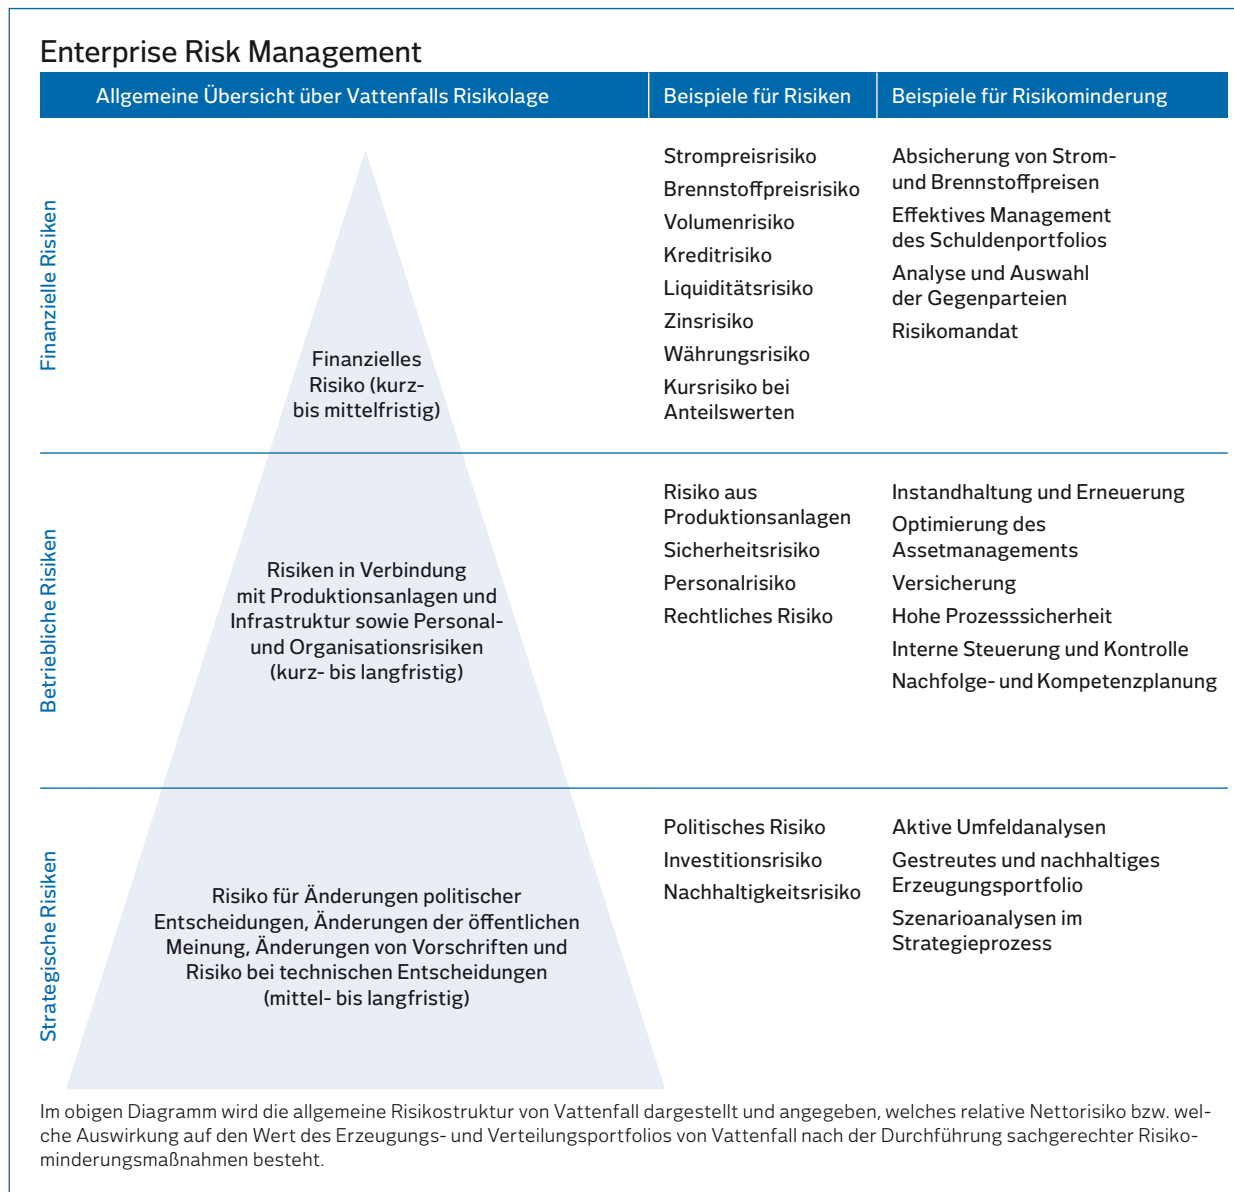 Enterprise Risk Management
Allgemeine Übersicht über Vattenfalls Risikolage
Beispiele für Risiken
Beispiele für Risikominderung
Finanzielle Risiken
Finanzielles
Risiko (kurz-
bis mittelfristig)
Strompreisrisiko
Brennstoffpreisrisiko
Volumenrisiko
Kreditrisiko
Liquiditätsrisiko
Zinsrisiko
Währungsrisiko
Kursrisiko bei
Anteilswerten
Absicherung von Strom-
und Brennstoffpreisen
Effektives Management
des Schuldenportfolios
Analyse und Auswahl
der Gegenparteien
Risikomandat
Betriebliche Risiken
Risiken in Verbindung
mit Produktionsanlagen und
Infrastruktur sowie Personal-
und Organisationsrisiken
(kurz- bis langfristig)
Risiko aus
Produktionsanlagen
Sicherheitsrisiko
Personalrisiko
Rechtliches Risiko
Instandhaltung und Erneuerung
Optimierung des
Assetmanagements
Versicherung
Hohe Prozesssicherheit
Interne Steuerung und Kontrolle
Nachfolge- und Kompetenzplanung
Strategische Risiken
Risiko für Änderungen politischer
Entscheidungen, Änderungen der öffentlichen
Meinung, Änderungen von Vorschriften und
Risiko bei technischen Entscheidungen
(mittel- bis langfristig)
Politisches Risiko
Investitionsrisiko
Nachhaltigkeitsrisiko
Aktive Umfeldanalysen
Gestreutes und nachhaltiges
Erzeugungsportfolio
Szenarioanalysen im
Strategieprozess
Im obigen Diagramm wird die allgemeine Risikostruktur von Vattenfall dargestellt und angegeben, welches relative Nettorisiko bzw. wel-
che Auswirkung auf den Wert des Erzeugungs- und Verteilungsportfolios von Vattenfall nach der Durchführung sachgerechter Risiko-
minderungsmaßnahmen besteht.